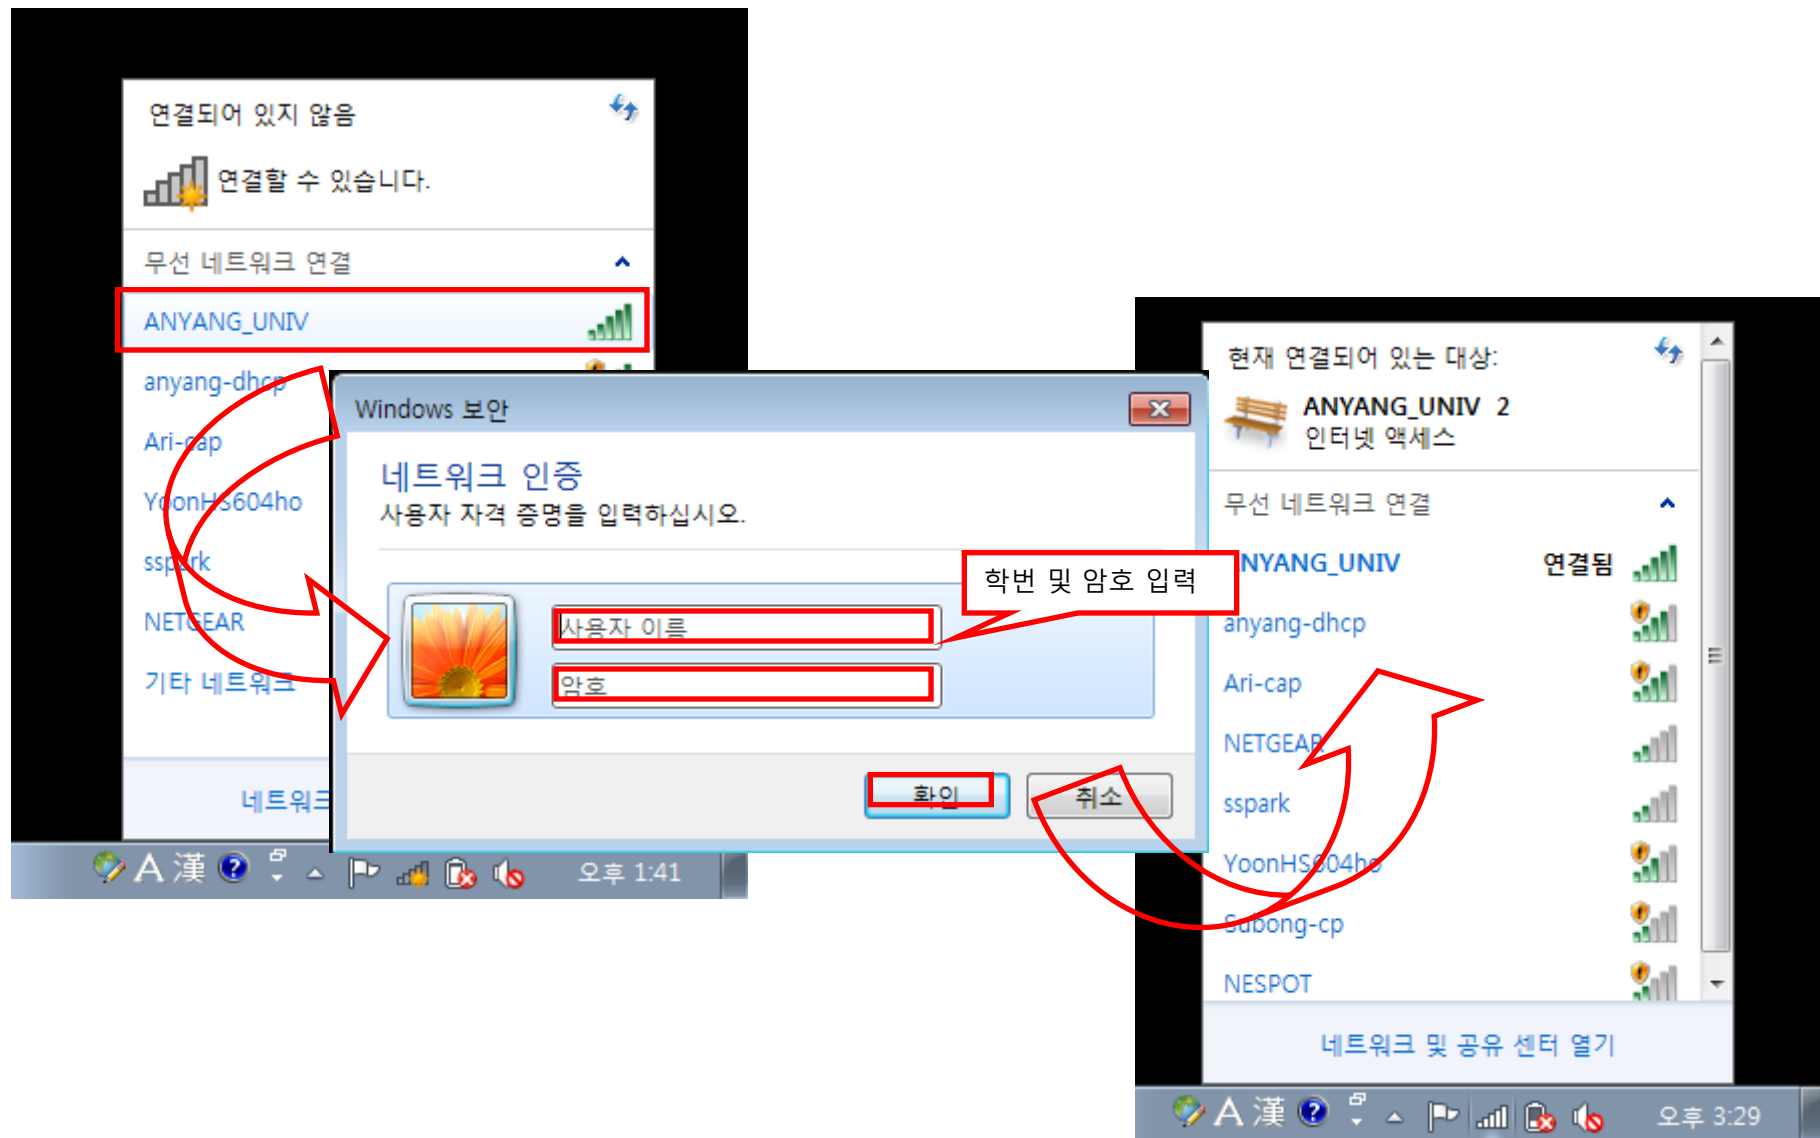 연결되어 있지 않음
연결할 수 있습니다.
무선 네트워크 연결
ANYANG_UNIV
anyang-dhcp
Ari-cap
YoonHS604ho
sspark
NETGEAR
기타 네트워크
네트워크
A 漢
오후 1:41
Windows 보안
네트워크 인증
사용자 자격 증명을 입력하십시오.
학번 및 암호 입력
사용자 이름
암호
확인
취소
현재 연결되어 있는 대상:
ANYANG_UNIV 2
인터넷 액세스
무선 네트워크 연결
NYANG_UNIV 연결됨
anyang-dhcp
Ari-cap
NETGEAR
sspark
YoonHS604ho
Subong-cp
NESPOT
네트워크 및 공유 센터 열기
A 漢
오후 3:29